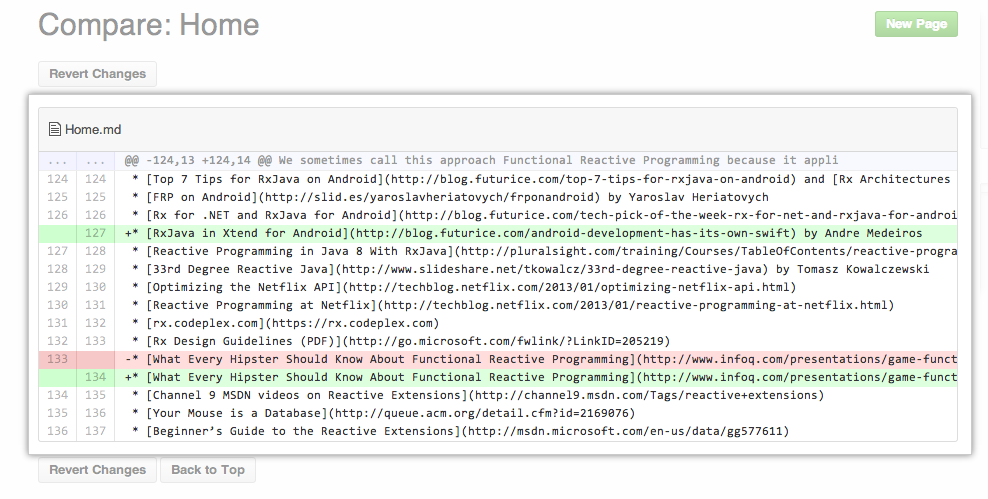 Compare: Home
New Page
Revert Changes
Home.md
... ... @@ -124,13 +124,14 @@ We sometimes call this approach Functional Reactive Programming because it appli
124 124 * [Top 7 Tips for RxJava on Android](http://blog.futurice.com/top-7-tips-for-rxjava-on-android) and [Rx Architectures
125 125 * [FRP on Android](http://slid.es/yaroslavheriatovych/frponandroid) by Yaroslav Heriatovych
126 126 * [Rx for .NET and RxJava for Android](http://blog.futurice.com/tech-pick-of-the-week-rx-for-net-and-rxjava-for-androi
127 +* [RxJava in Xtend for Android](http://blog.futurice.com/android-development-has-its-own-swift) by Andre Medeiros
127 128 * [Reactive Programming in Java 8 With RxJava](http://pluralsight.com/training/Courses/TableOfContents/reactive-progra
128 129 * [33rd Degree Reactive Java](http://www.slideshare.net/tkowalcz/33rd-degree-reactive-java) by Tomasz Kowalczewski
129 130 * [Optimizing the Netflix API](http://techblog.netflix.com/2013/01/optimizing-netflix-api.html)
130 131 * [Reactive Programming at Netflix](http://techblog.netflix.com/2013/01/reactive-programming-at-netflix.html)
131 132 * [rx.codeplex.com](https://rx.codeplex.com)
132 133 * [Rx Design Guidelines (PDF)](http://go.microsoft.com/fwlink/?LinkID=205219)
133 -* [What Every Hipster Should Know About Functional Reactive Programming](http://www.infoq.com/presentations/game-funct
134 +* [What Every Hipster Should Know About Functional Reactive Programming](http://www.infoq.com/presentations/game-funct
134 135 * [Channel 9 MSDN videos on Reactive Extensions](http://channel9.msdn.com/Tags/reactive+extensions)
135 136 * [Your Mouse is a Database](http://queue.acm.org/detail.cfm?id=2169076)
136 137 * [Beginner’s Guide to the Reactive Extensions](http://msdn.microsoft.com/en-us/data/gg577611)
Revert Changes Back to Top